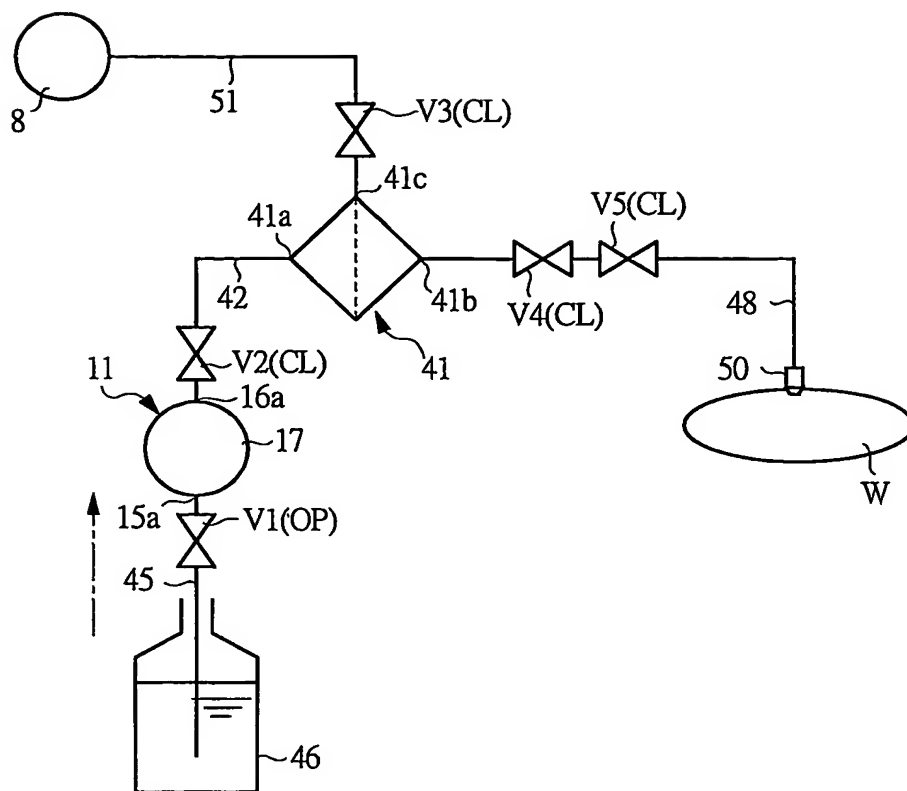 8
51
V3(CL)
41c
41a
V5(CL)
42
41b
V4(CL)
48
V2(CL)
41
50
11
16a
17
W
15a
V1(OP)
45
46